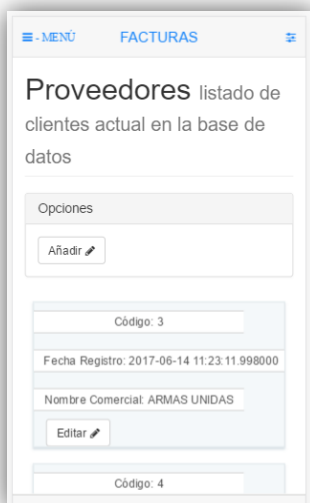 - MENÚ FACTURAS
Proveedores listado de
clientes actual en la base de
datos
Opciones
Añadir
Código: 3
Fecha Registro: 2017-06-14 11:23:11.998000
Nombre Comercial: ARMAS UNIDAS
Editar
Código: 4